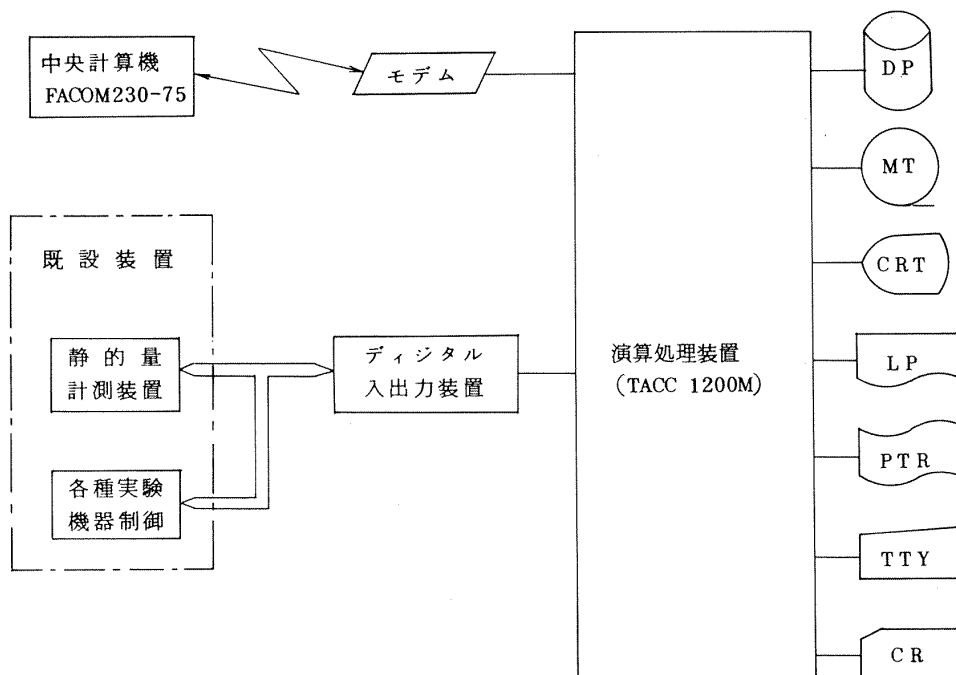 中央計算機
FACOM230-75
モデム
既設装置
静的量
計測装置
各種実験
機器制御
ディジタル
入出力装置
演算処理装置
(TACC 1200M)
DP
MT
CRT
LP
PTR
TTY
CR